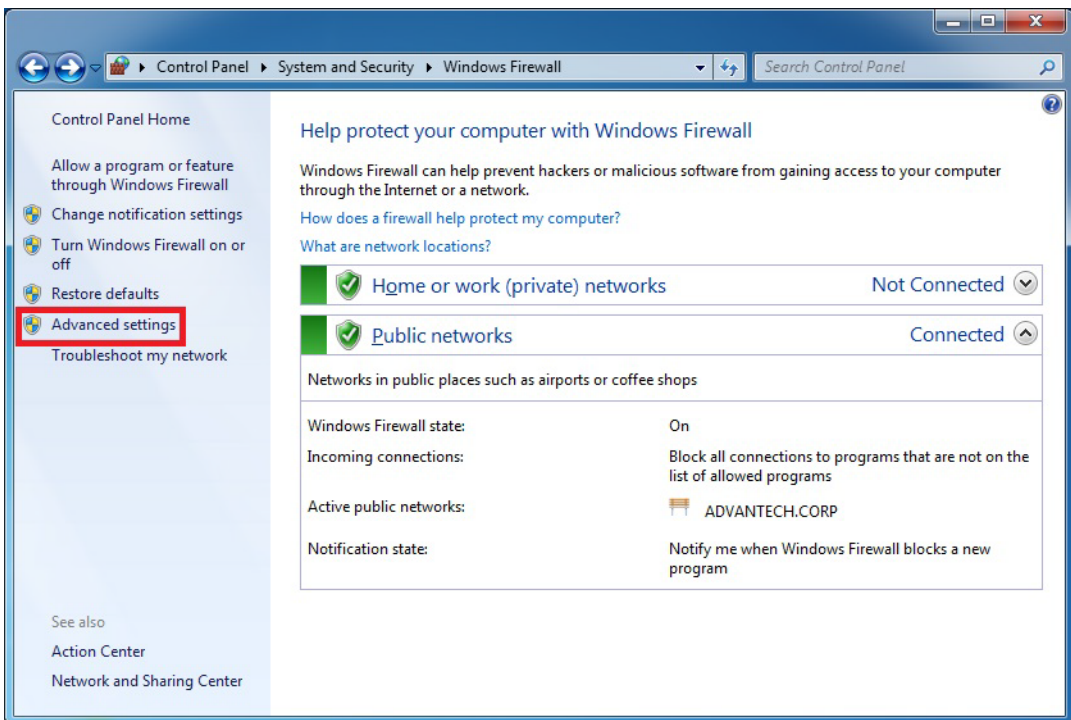 Control Panel ▸ System and Security ▸ Windows Firewall
Search Control Panel
Control Panel Home
Allow a program or feature
through Windows Firewall
Change notification settings
Turn Windows Firewall on or
off
Restore defaults
Advanced settings
Troubleshoot my network
See also
Action Center
Network and Sharing Center
Help protect your computer with Windows Firewall
Windows Firewall can help prevent hackers or malicious software from gaining access to your computer
through the Internet or a network.
How does a firewall help protect my computer?
What are network locations?
Home or work (private) networks Not Connected
Public networks Connected
Networks in public places such as airports or coffee shops
Windows Firewall state: On
Incoming connections: Block all connections to programs that are not on the
list of allowed programs
Active public networks: ADVANTECH.CORP
Notification state: Notify me when Windows Firewall blocks a new
program